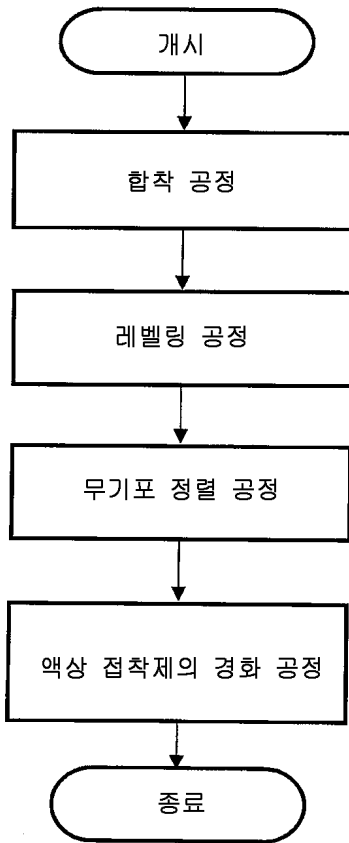 개시
합착 공정
레벨링 공정
무기포 정렬 공정
액상 접착제의 경화 공정
종료